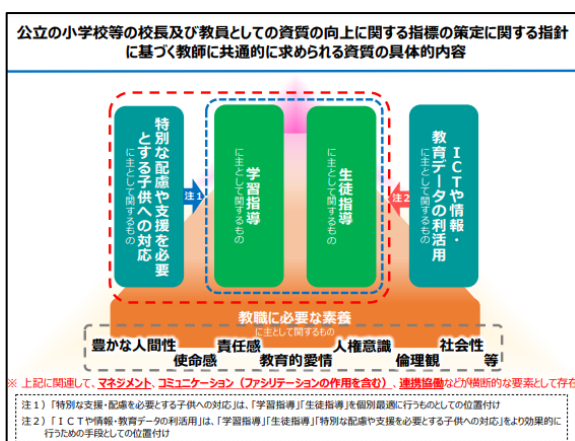 公立の小学校等の校長及び教員としての資質の向上に関する指標の策定に関する指針
に基づく教師に共通的に求められる資質の具体的内容
特別な配慮や支援を必要
とする子供への対応
に主として関するもの
注1
学習指導
に主として関するもの
生徒指導
に主として関するもの
注2
ICTや情報・
教育データの利活用
に主として関するもの
教職に必要な素養
に主として関するもの
豊かな人間性 責任感 人権意識 社会性
使命感 教育的愛情 倫理観 等
※ 上記に関連して、マネジメント、コミュニケーション（ファシリテーションの作用を含む）、連携協働などが横断的な要素として存在
注1）「特別な支援・配慮を必要とする子供への対応」は、「学習指導」「生徒指導」を個別最適に行うものとしての位置付け
注2）「ICTや情報・教育データの利活用」は、「学習指導」「生徒指導」「特別な配慮や支援を必要とする子供への対応」をより効果的に
行うための手段としての位置付け